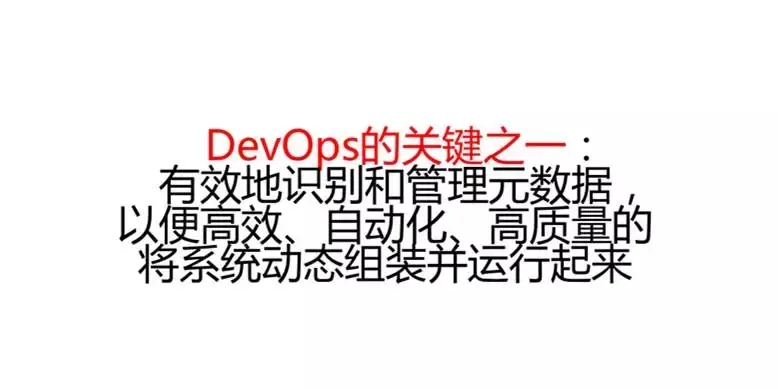 DevOps的关键之一：
有效地识别和管理元数据，
以便高效、自动化、高质量的
将系统动态组装并运行起来